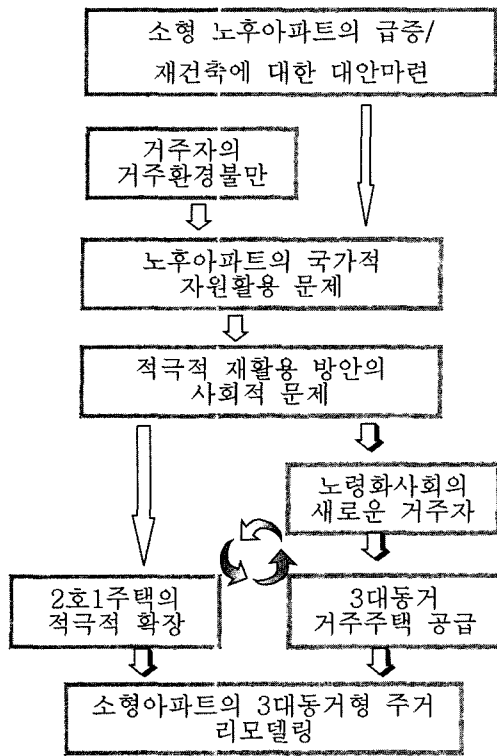 소형 노후아파트의 급증/
재건축에 대한 대안마련
거주자의
거주환경불만
노후아파트의 국가적
자원활용 문제
적극적 재활용 방안의
사회적 문제
노령화사회의
새로운 거주자
2호1주택의
적극적 확장
3대동거
거주주택 공급
소형아파트의 3대동거형 주거
리모델링